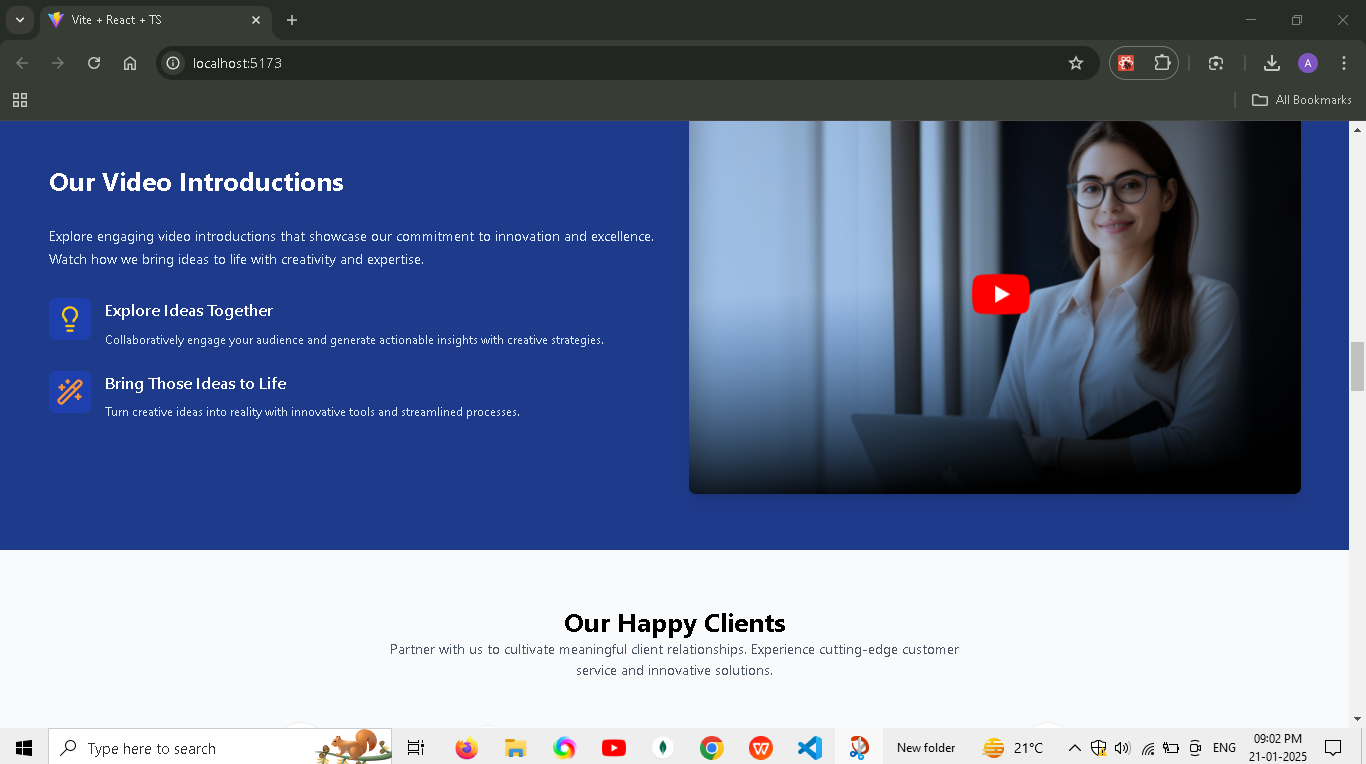 Vite + React + TS
localhost:5173
A
All Bookmarks
Our Video Introductions
Explore engaging video introductions that showcase our commitment to innovation and excellence.
Watch how we bring ideas to life with creativity and expertise.
Explore Ideas Together
Collaboratively engage your audience and generate actionable insights with creative strategies.
Bring Those Ideas to Life
Turn creative ideas into reality with innovative tools and streamlined processes.
Our Happy Clients
Partner with us to cultivate meaningful client relationships. Experience cutting-edge customer
service and innovative solutions.
Type here to search
New folder
21°C
ENG
09:02 PM
21-01-2025